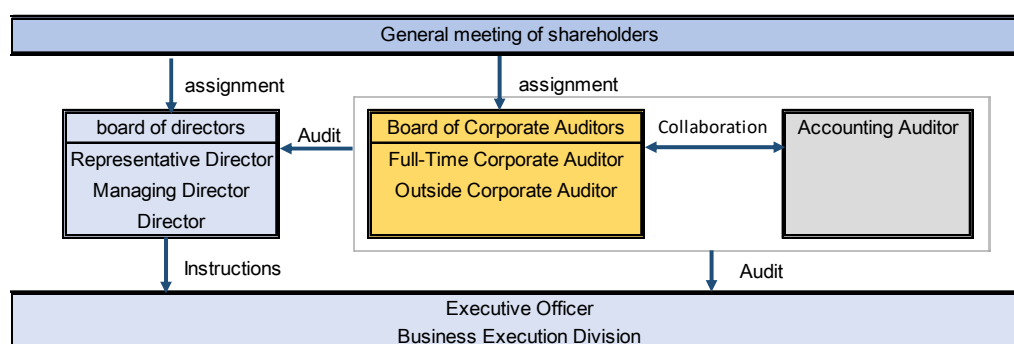 General meeting of shareholders
assignment
assignment
board of directors
Representative Director
Managing Director
Director
Audit
Board of Corporate Auditors
Full-Time Corporate Auditor
Outside Corporate Auditor
Collaboration
Accounting Auditor
Instructions
Audit
Executive Officer
Business Execution Division